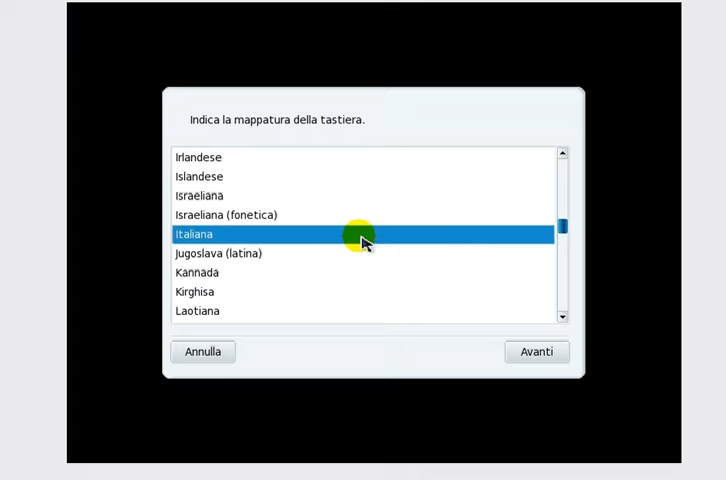 Indica la mappatura della tastiera.
Irlandese
Islandese
Israeliana
Israeliana (fonetica)
Italiana
Jugoslava (latina)
Kannada
Kirghisa
Laotiana
Annulla
Avanti